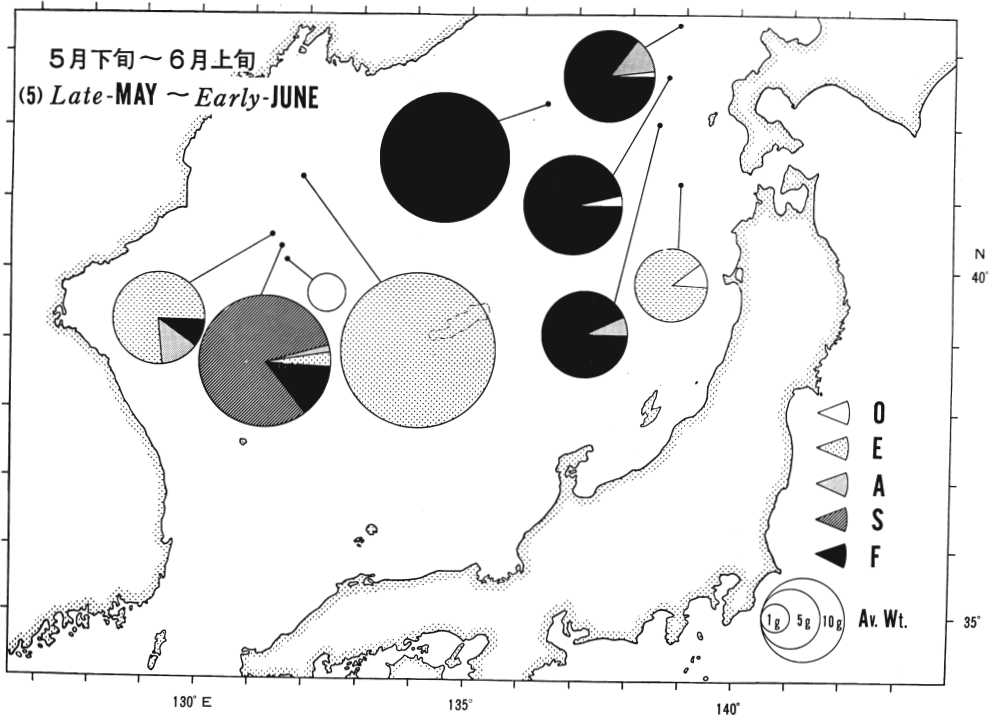 5月下旬～6月上旬
(5) Late-MAY ～ Early-JUNE
N
40°
O
E
A
S
F
1g 5g 10g Av. Wt.
35°
130° E 135° 140°